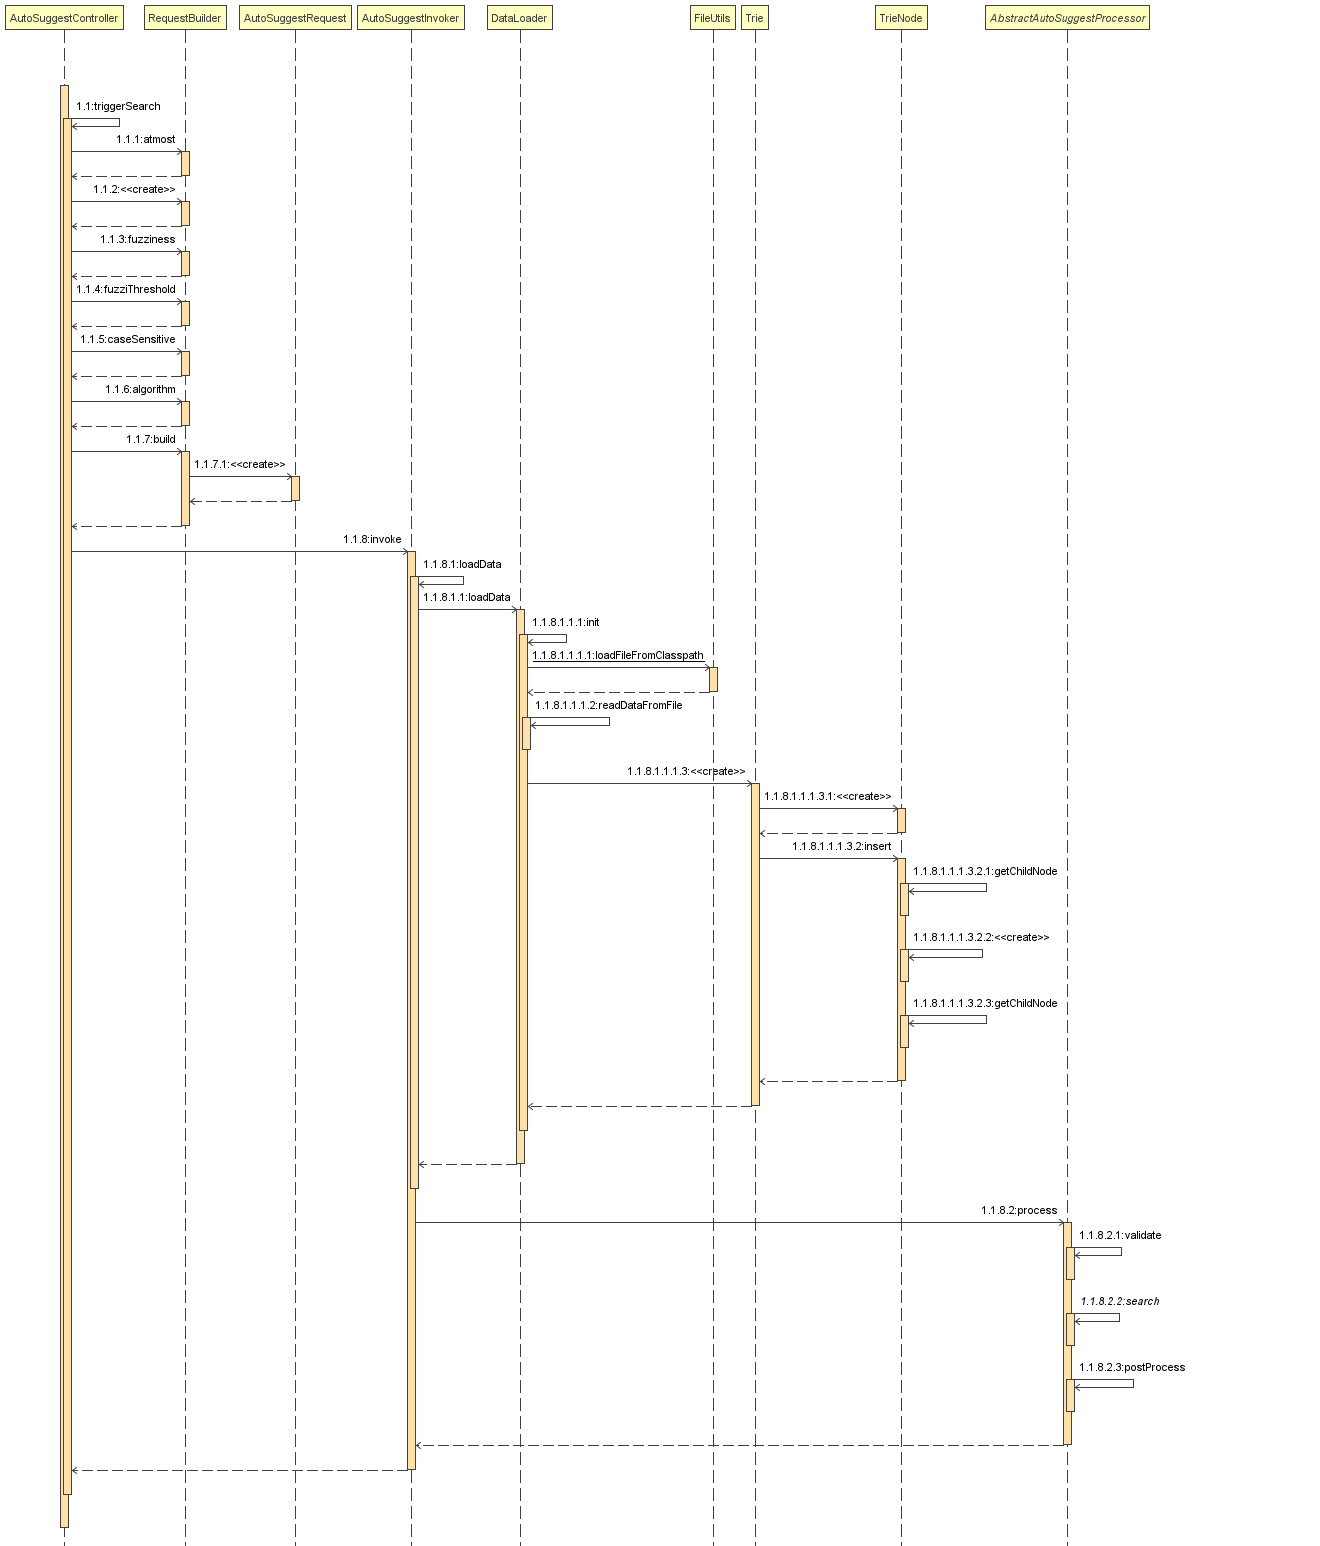 AutoSuggestController
RequestBuilder
AutoSuggestRequest
AutoSuggestInvoker
DataLoader
FileUtils
Trie
TrieNode
AbstractAutoSuggestProcessor
1.1:triggerSearch
1.1.1:atmost
1.1.2:<<create>>
1.1.3:fuzziness
1.1.4:fuzziThreshold
1.1.5:caseSensitive
1.1.6:algorithm
1.1.7:build
1.1.7.1:<<create>>
1.1.8:invoke
1.1.8.1:loadData
1.1.8.1.1:loadData
1.1.8.1.1.1:init
1.1.8.1.1.1.1:loadFileFromClasspath
1.1.8.1.1.1.2:readDataFromFile
1.1.8.1.1.1.3:<<create>>
1.1.8.1.1.1.3.1:<<create>>
1.1.8.1.1.1.3.2:insert
1.1.8.1.1.1.3.2.1:getChildNode
1.1.8.1.1.1.3.2.2:<<create>>
1.1.8.1.1.1.3.2.3:getChildNode
1.1.8.2:process
1.1.8.2.1:validate
1.1.8.2.2:search
1.1.8.2.3:postProcess